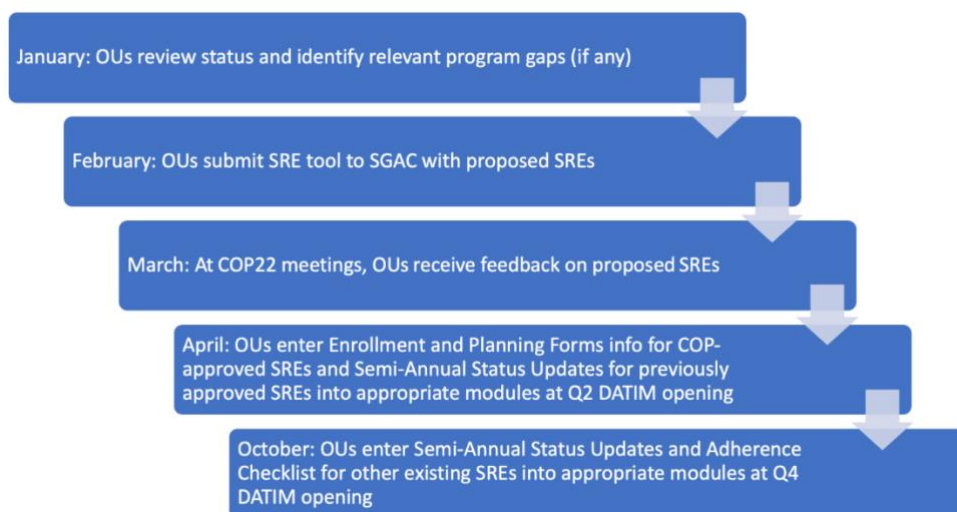 January: OUs review status and identify relevant program gaps (if any)
February: OUs submit SRE tool to SGAC with proposed SREs
March: At COP22 meetings, OUs receive feedback on proposed SREs
April: OUs enter Enrollment and Planning Forms info for COP-
approved SREs and Semi-Annual Status Updates for previously
approved SREs into appropriate modules at Q2 DATIM opening
October: OUs enter Semi-Annual Status Updates and Adherence
Checklist for other existing SREs into appropriate modules at Q4
DATIM opening